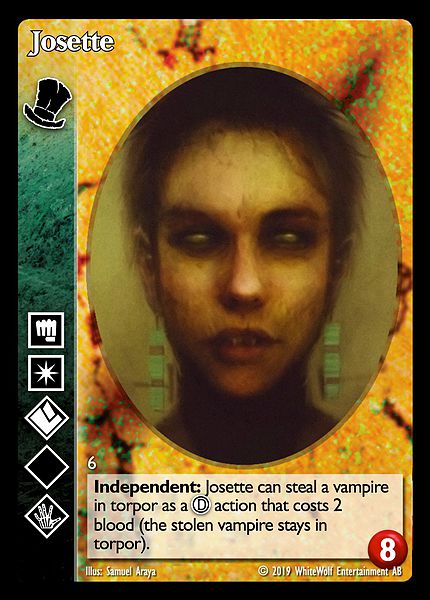 Josette
6
Independent: Josette can steal a vampire
in torpor as a Ⓓ action that costs 2
blood (the stolen vampire stays in
torpor).
8
Illus: Samuel Araya © 2019 WhiteWolf Entertainment AB